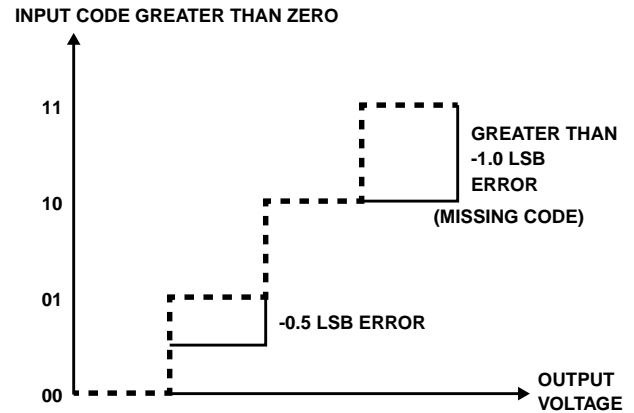 INPUT CODE GREATER THAN ZERO
11
GREATER THAN
-1.0 LSB
ERROR
10
(MISSING CODE)
01
-0.5 LSB ERROR
00
OUTPUT
VOLTAGE